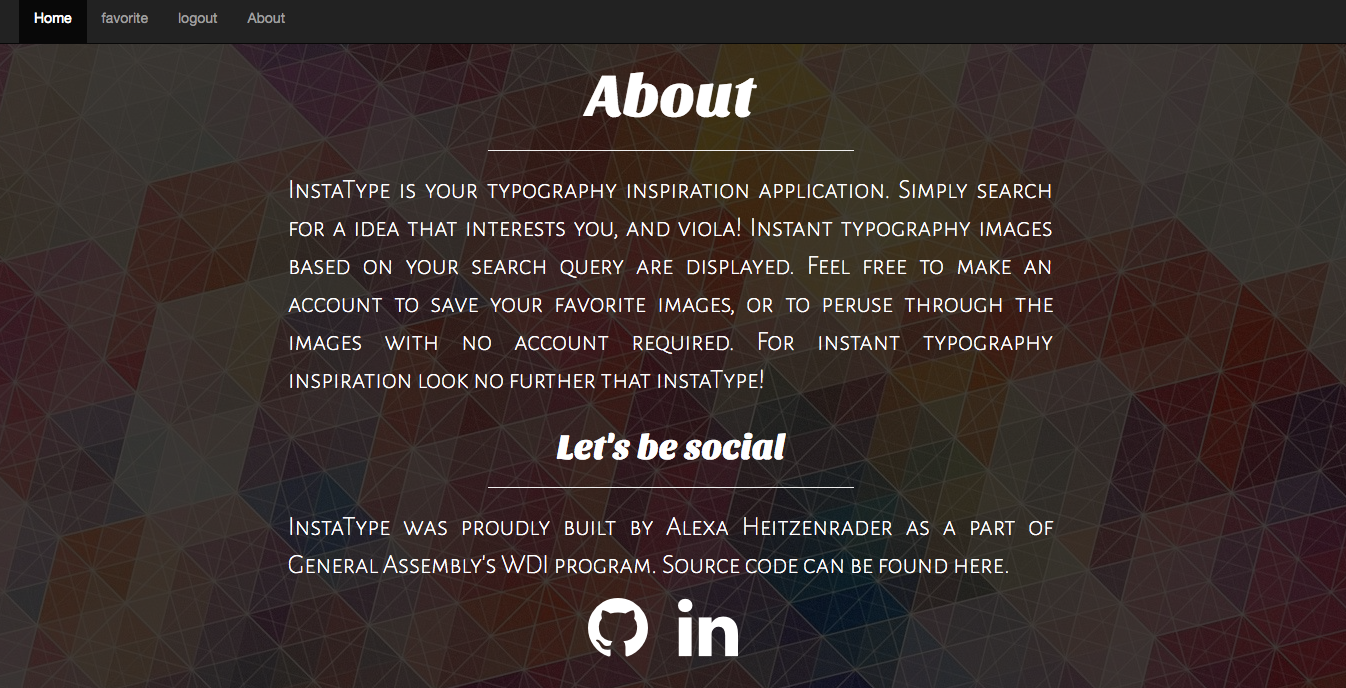 Home favorite logout About
About
InstaType is your typography inspiration application. Simply search
for a idea that interests you, and viola! Instant typography images
based on your search query are displayed. Feel free to make an
account to save your favorite images, or to peruse through the
images with no account required. For instant typography
inspiration look no further that instaType!
Let's be social
InstaType was proudly built by Alexa Heitzenrader as a part of
General Assembly's WDI program. Source code can be found here.
in